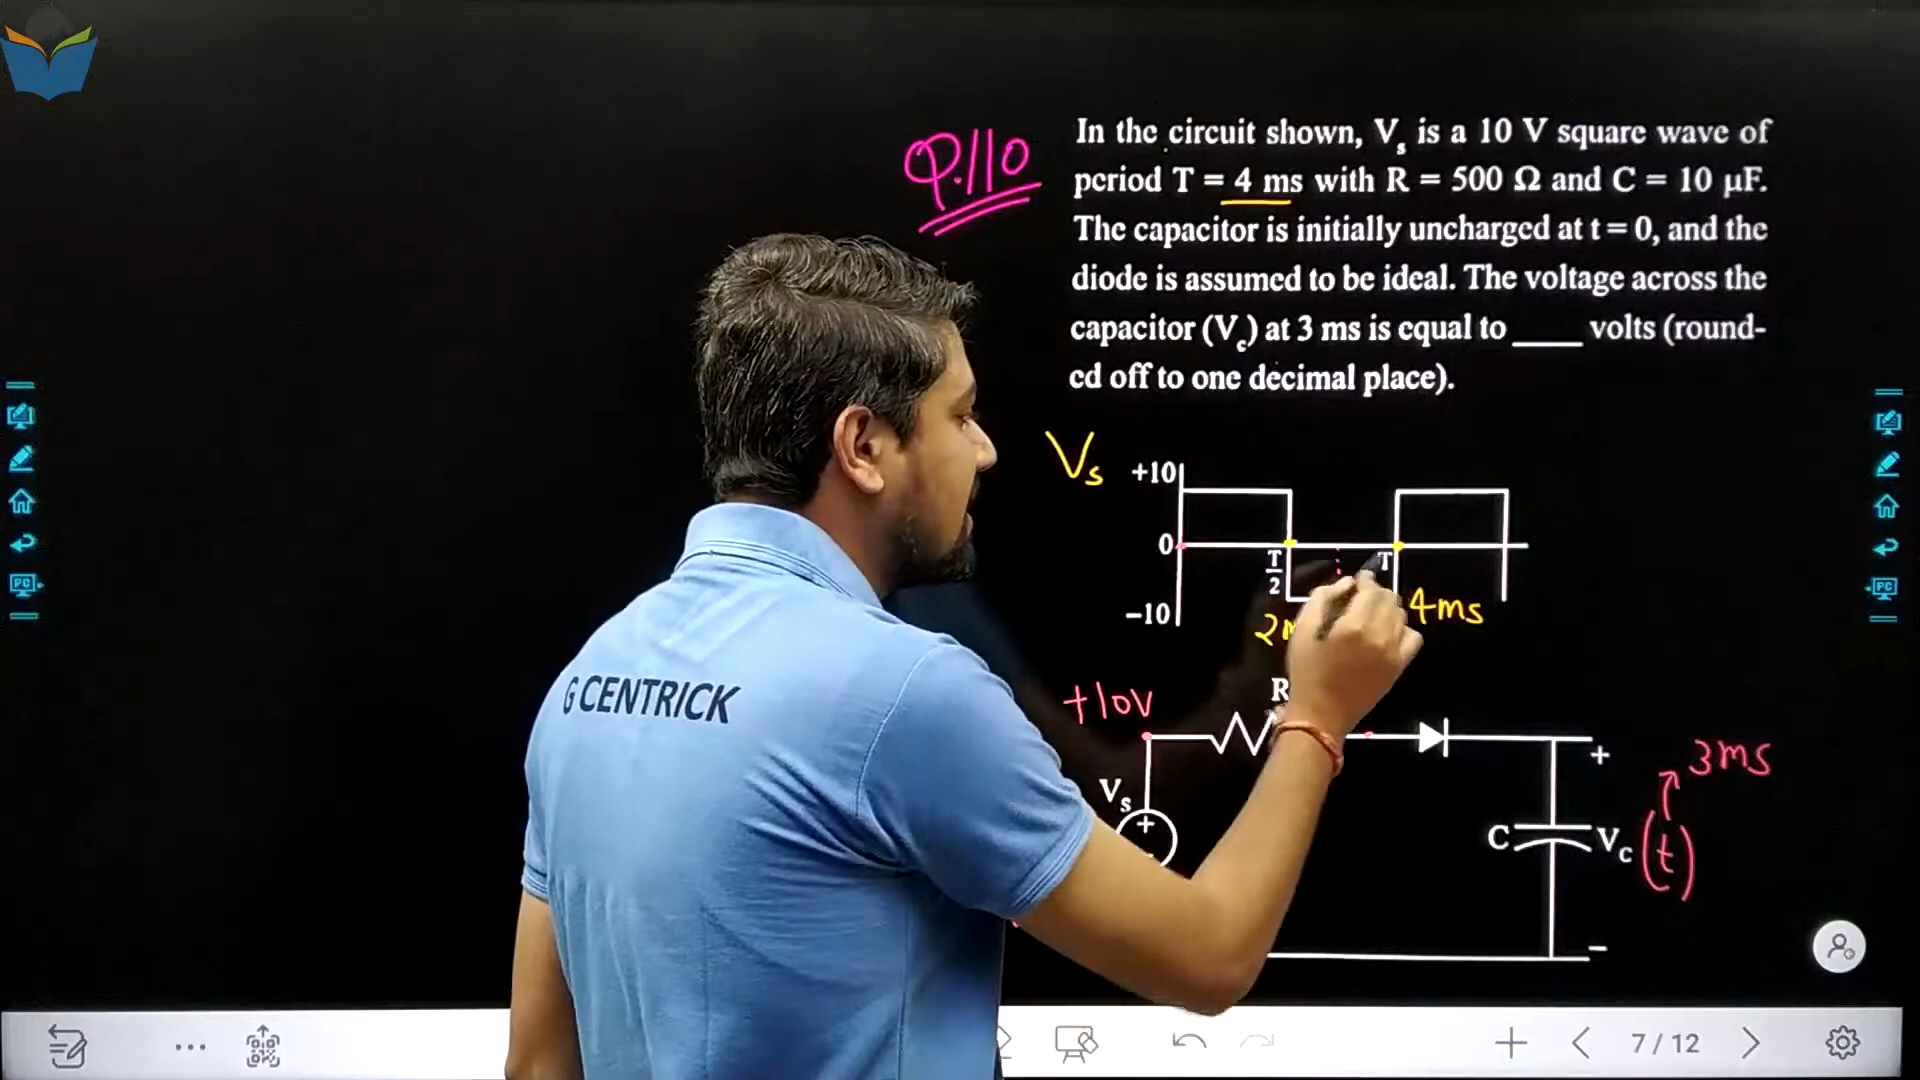 Q.110
In the circuit shown, Vs is a 10 V square wave of
period T = 4 ms with R = 500 Ω and C = 10 μF.
The capacitor is initially uncharged at t = 0, and the
diode is assumed to be ideal. The voltage across the
capacitor (Vc) at 3 ms is equal to ____ volts (round-
ed off to one decimal place).
Vs
+10
0
T/2
T
-10
4ms
R
+10V
Vs
+
-
+
3ms
C
Vc (t)
-
G CENTRICK
PC
PC
7 / 12